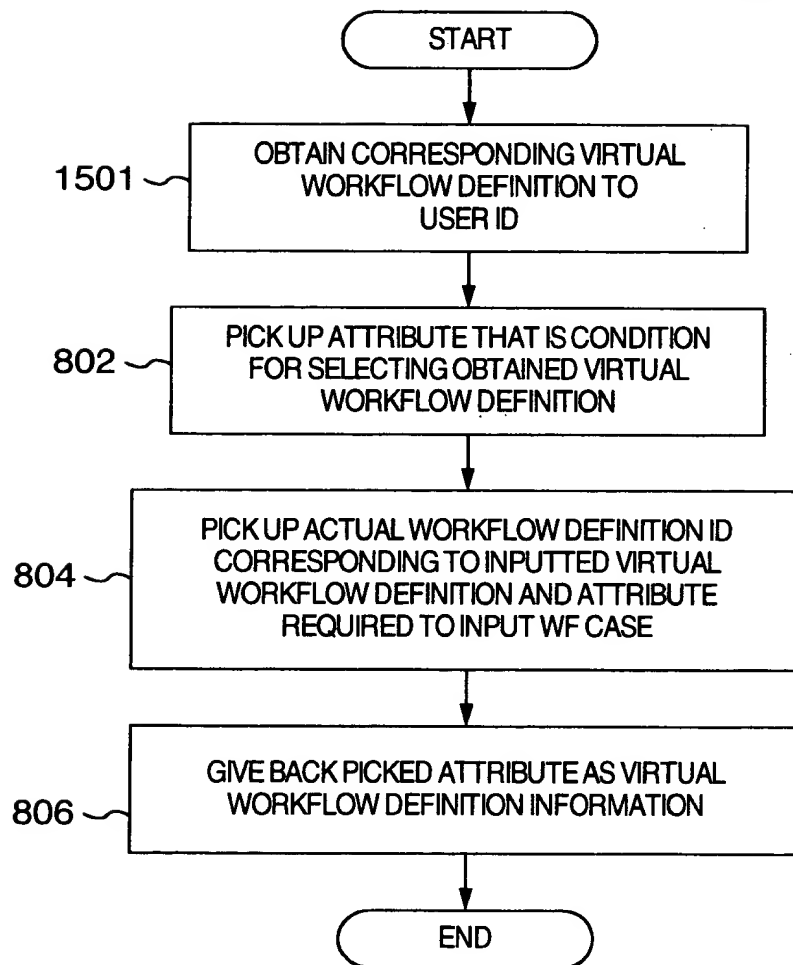 START
1501
OBTAIN CORRESPONDING VIRTUAL
WORKFLOW DEFINITION TO
USER ID
802
PICK UP ATTRIBUTE THAT IS CONDITION
FOR SELECTING OBTAINED VIRTUAL
WORKFLOW DEFINITION
804
PICK UP ACTUAL WORKFLOW DEFINITION ID
CORRESPONDING TO INPUTTED VIRTUAL
WORKFLOW DEFINITION AND ATTRIBUTE
REQUIRED TO INPUT WF CASE
806
GIVE BACK PICKED ATTRIBUTE AS VIRTUAL
WORKFLOW DEFINITION INFORMATION
END